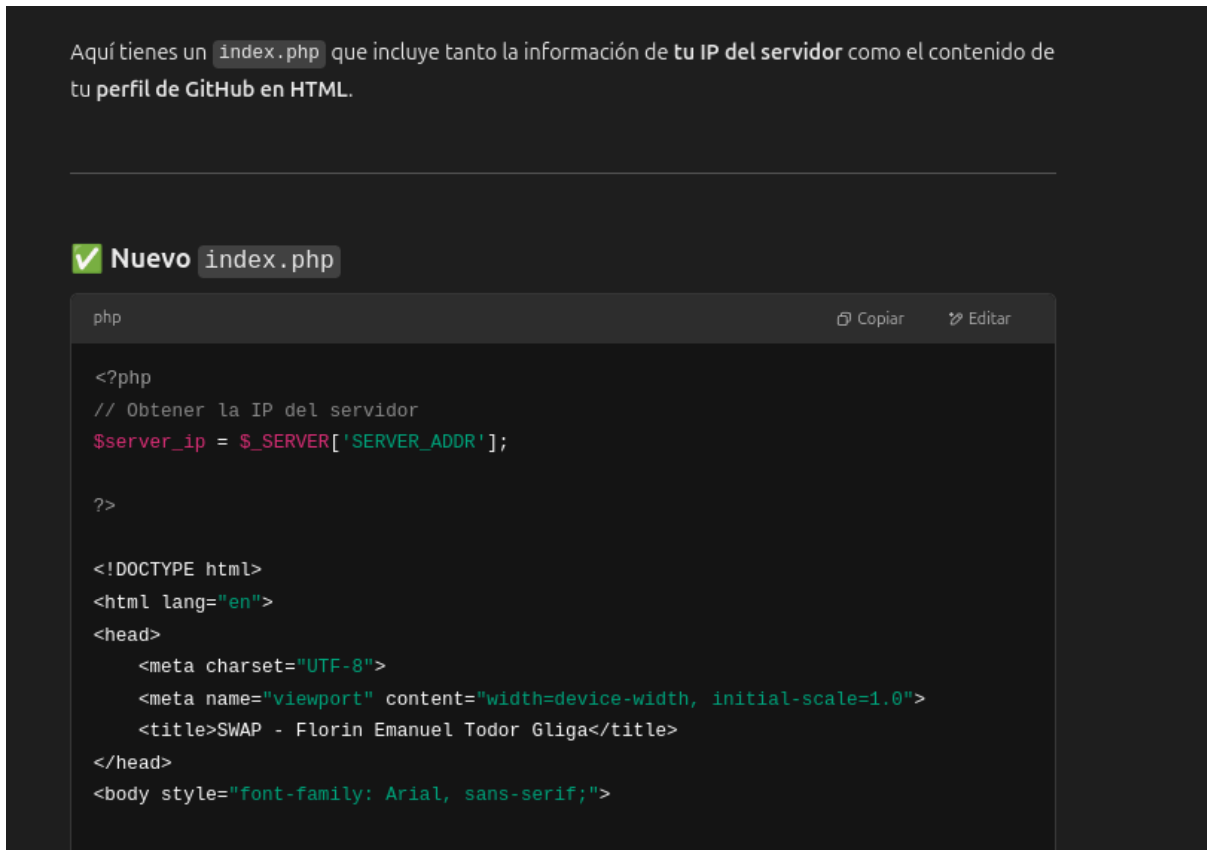 Aquí tienes un index.php que incluye tanto la información de tu IP del servidor como el contenido de
tu perfil de GitHub en HTML.
✅ Nuevo index.php
php
Copiar
Editar
<?php
// Obtener la IP del servidor
$server_ip = $_SERVER['SERVER_ADDR'];
?>
<!DOCTYPE html>
<html lang="en">
<head>
    <meta charset="UTF-8">
    <meta name="viewport" content="width=device-width, initial-scale=1.0">
    <title>SWAP - Florin Emanuel Todor Gliga</title>
</head>
<body style="font-family: Arial, sans-serif;">